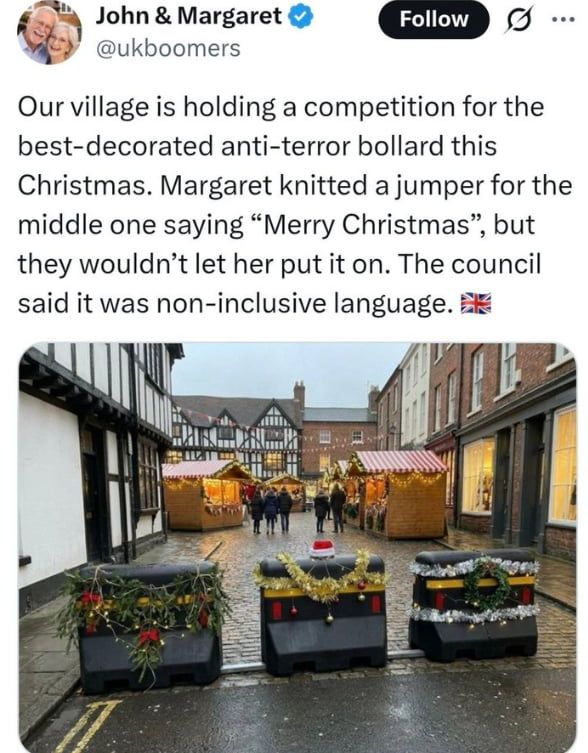 John & Margaret
@ukboomers
Follow
Our village is holding a competition for the
best-decorated anti-terror bollard this
Christmas. Margaret knitted a jumper for the
middle one saying “Merry Christmas”, but
they wouldn’t let her put it on. The council
said it was non-inclusive language. 🇬🇧